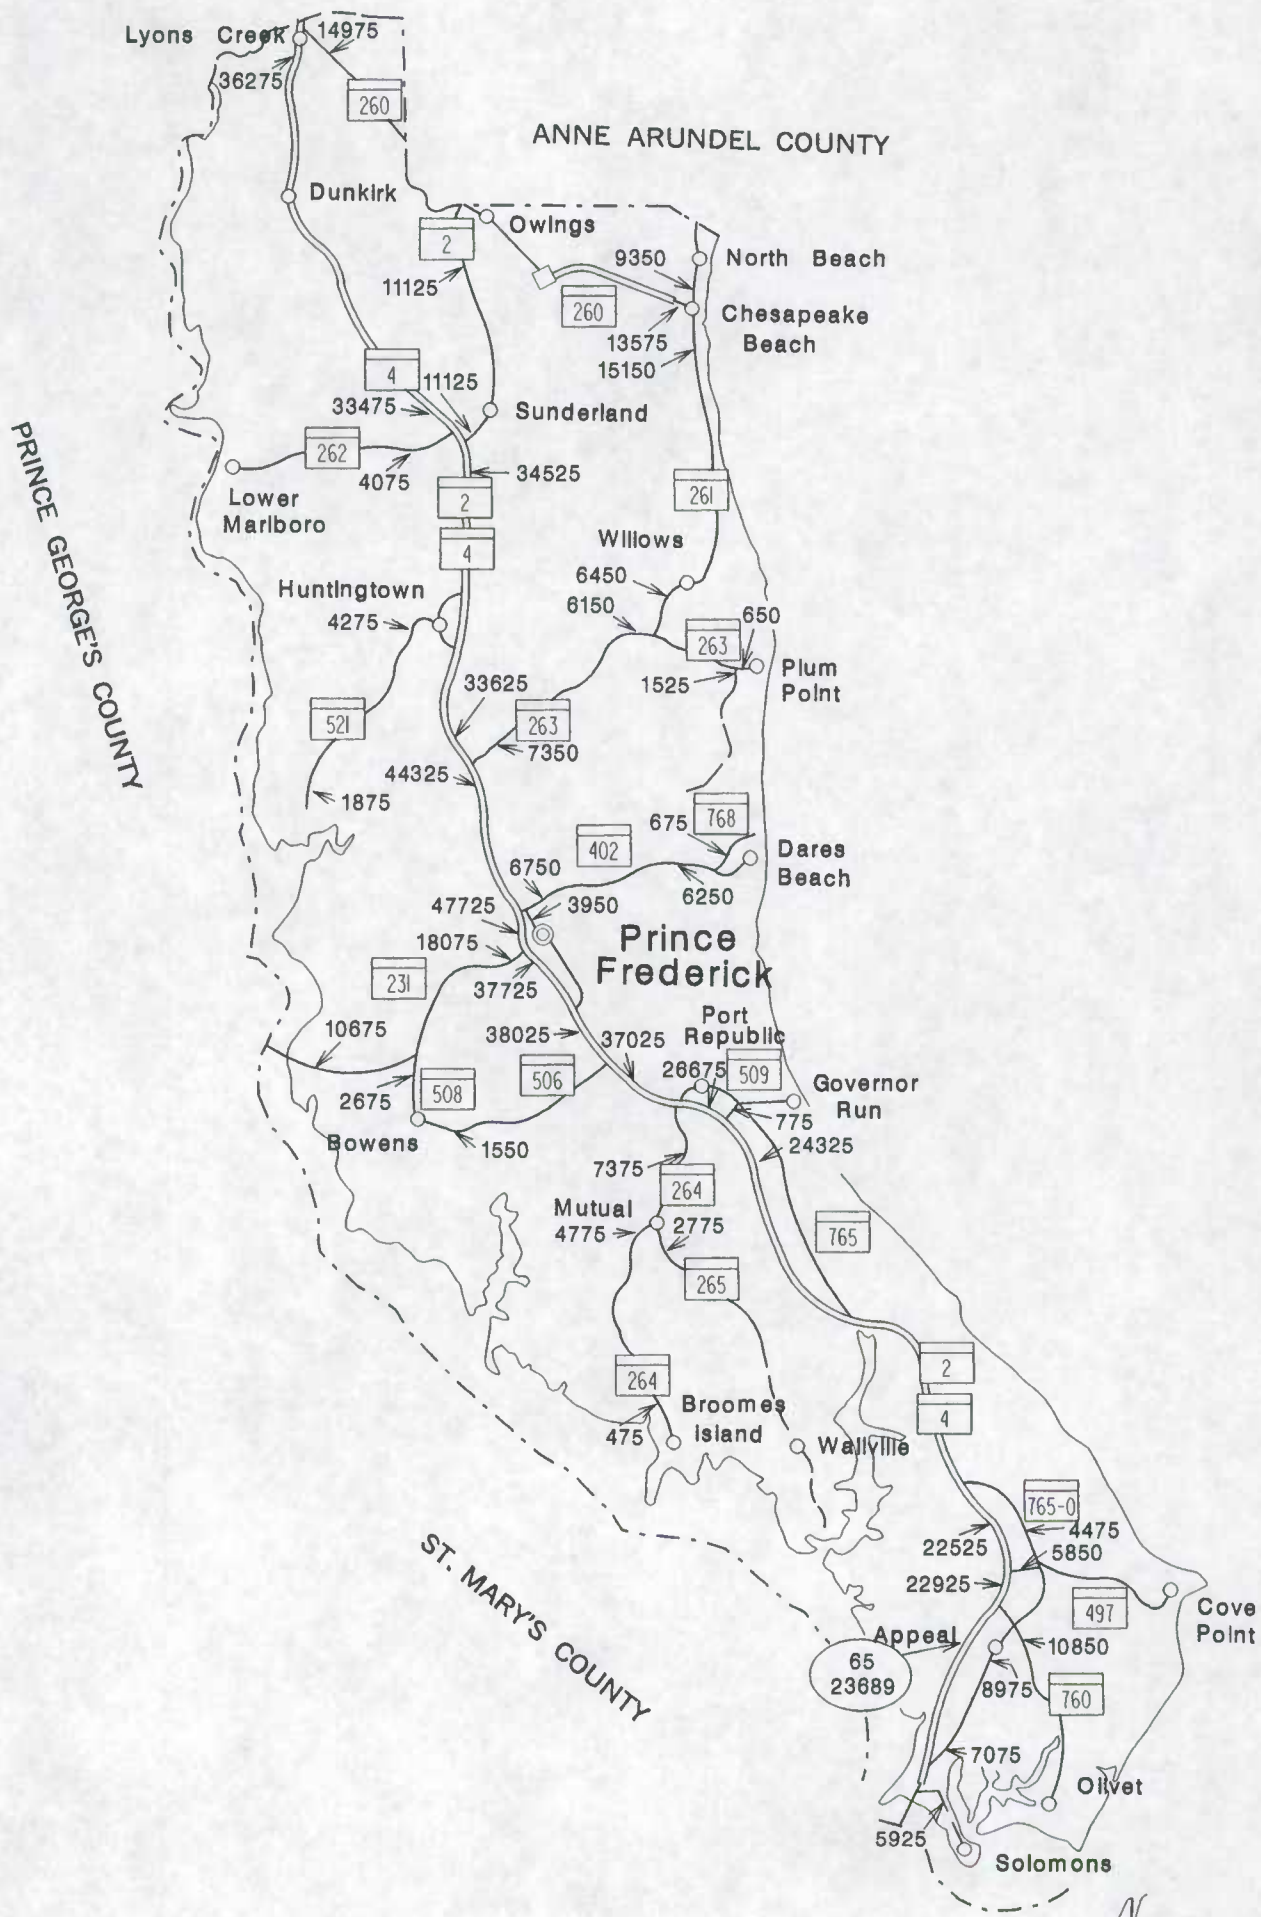 Lyons Creek
14975
36275
260
ANNE ARUNDEL COUNTY
Dunkirk
Owings
2
9350
North Beach
11125
260
Chesapeake
Beach
13575
15150
4
11125
33475
Sunderland
262
4075
34525
Lower
Marlboro
2
261
PRINCE GEORGE'S COUNTY
4
Willows
6450
Huntingtown
4275
6150
650
263
Plum
Point
1525
33625
521
263
7350
44325
1875
768
675
402
Dares
Beach
6750
6250
3950
47725
18075
Prince
Frederick
231
37725
10675
38025
37025
Port
Republic
26675
509
Governor
Run
506
508
2675
775
Bowens
1550
24325
7375
264
Mutual
4775
2775
765
265
2
264
4
Broomes
Island
475
Wallville
765-0
4475
22525
5850
22925
497
Cove
Point
ST. MARY'S COUNTY
Appeal
10850
65
23689
8975
760
7075
Olivet
5925
Solomons
N